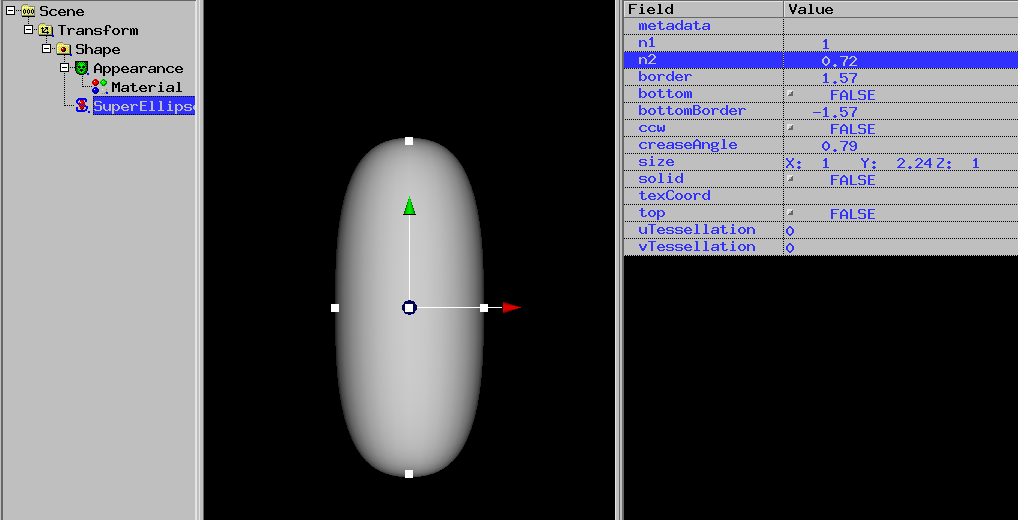 Scene
Transform
Shape
Appearance
Material
SuperEllipso
Field Value
metadata
n1 1
n2 0.72
border 1.57
bottom FALSE
bottomBorder -1.57
ccw FALSE
creaseAngle 0.79
size X: 1 Y: 2.24 Z: 1
solid FALSE
texCoord
top FALSE
uTessellation 0
vTessellation 0